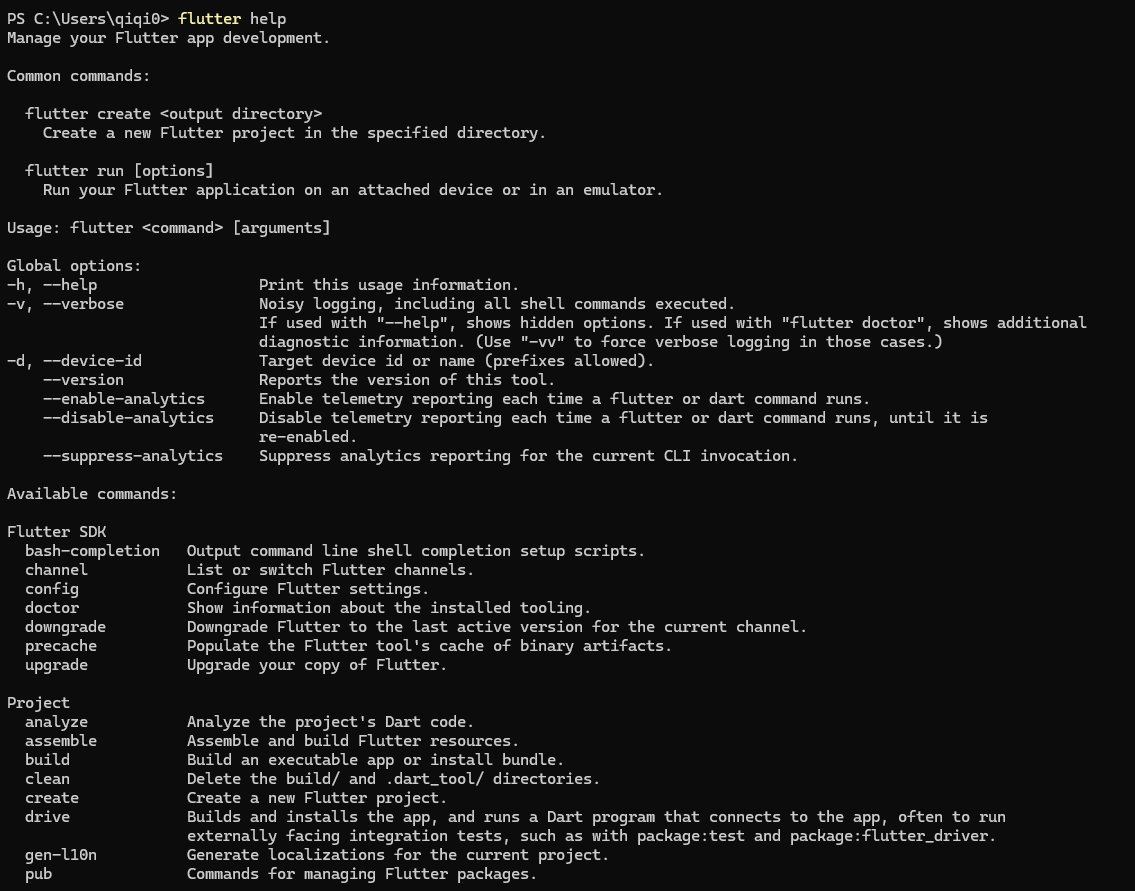 PS C:\Users\qiqi0> flutter help
Manage your Flutter app development.
Common commands:
flutter create <output directory>
Create a new Flutter project in the specified directory.
flutter run [options]
Run your Flutter application on an attached device or in an emulator.
Usage: flutter <command> [arguments]
Global options:
-h, --help Print this usage information.
-v, --verbose Noisy logging, including all shell commands executed.
If used with "--help", shows hidden options. If used with "flutter doctor", shows additional
diagnostic information. (Use "-vv" to force verbose logging in those cases.)
-d, --device-id Target device id or name (prefixes allowed).
--version Reports the version of this tool.
--enable-analytics Enable telemetry reporting each time a flutter or dart command runs.
--disable-analytics Disable telemetry reporting each time a flutter or dart command runs, until it is
re-enabled.
--suppress-analytics Suppress analytics reporting for the current CLI invocation.
Available commands:
Flutter SDK
bash-completion Output command line shell completion setup scripts.
channel List or switch Flutter channels.
config Configure Flutter settings.
doctor Show information about the installed tooling.
downgrade Downgrade Flutter to the last active version for the current channel.
precache Populate the Flutter tool's cache of binary artifacts.
upgrade Upgrade your copy of Flutter.
Project
analyze Analyze the project's Dart code.
assemble Assemble and build Flutter resources.
build Build an executable app or install bundle.
clean Delete the build/ and .dart_tool/ directories.
create Create a new Flutter project.
drive Builds and installs the app, and runs a Dart program that connects to the app, often to run
externally facing integration tests, such as with package:test and package:flutter_driver.
gen-l10n Generate localizations for the current project.
pub Commands for managing Flutter packages.